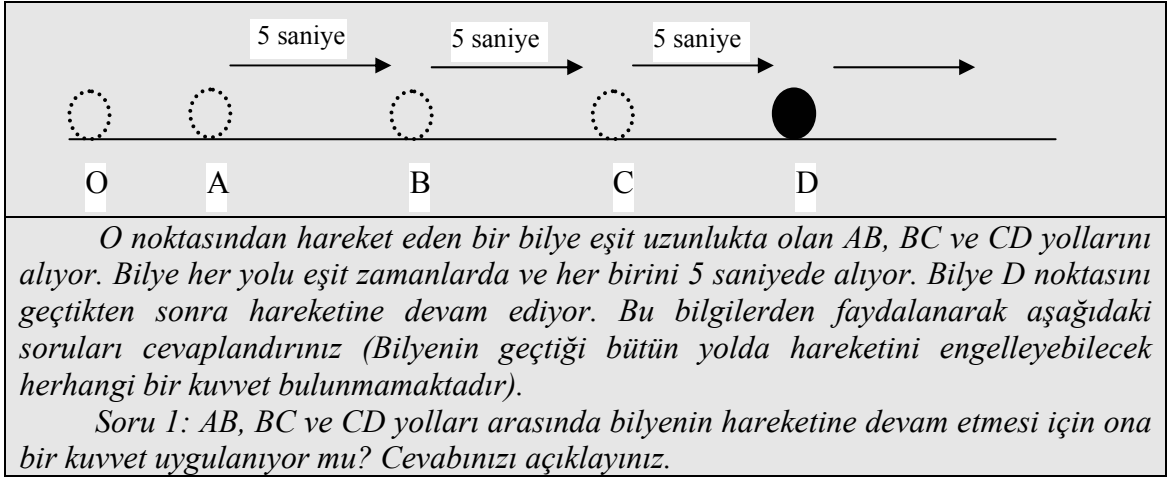 5 saniye 5 saniye 5 saniye
O A B C D
O noktasından hareket eden bir bilye eşit uzunlukta olan AB, BC ve CD yollarını
alıyor. Bilye her yolu eşit zamanlarda ve her birini 5 saniyede alıyor. Bilye D noktasını
geçtikten sonra hareketine devam ediyor. Bu bilgilerden faydalanarak aşağıdaki
soruları cevaplandırınız (Bilyenin geçtiği bütün yolda hareketini engelleyebilecek
herhangi bir kuvvet bulunmamaktadır).
Soru 1: AB, BC ve CD yolları arasında bilyenin hareketine devam etmesi için ona
bir kuvvet uygulanıyor mu? Cevabınızı açıklayınız.